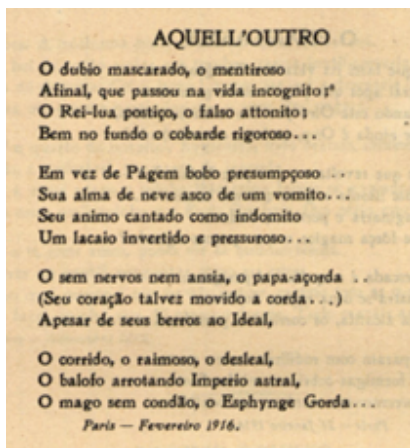 AQUELL'OUTRO
O dubio mascarado, o mentiroso
Afinal, que passou na vida incognito;
O Rei-lua postiço, o falso attonito;
Bem no fundo o cobarde rigoroso...
Em vez de Págem bobo presumpçoso...
Sua alma de neve asco de um vomito...
Seu animo cantado como indomito
Um lacaio invertido e pressuroso...
O sem nervos nem ansia, o papa-açorda ..
(Seu coração talvez movido a corda...)
Apesar de seus berros ao Ideal,
O corrido, o raimoso, o desleal,
O balofo arrotando Imperio astral,
O mago sem condão, o Esphynge Gorda...
Paris — Fevereiro 1916.